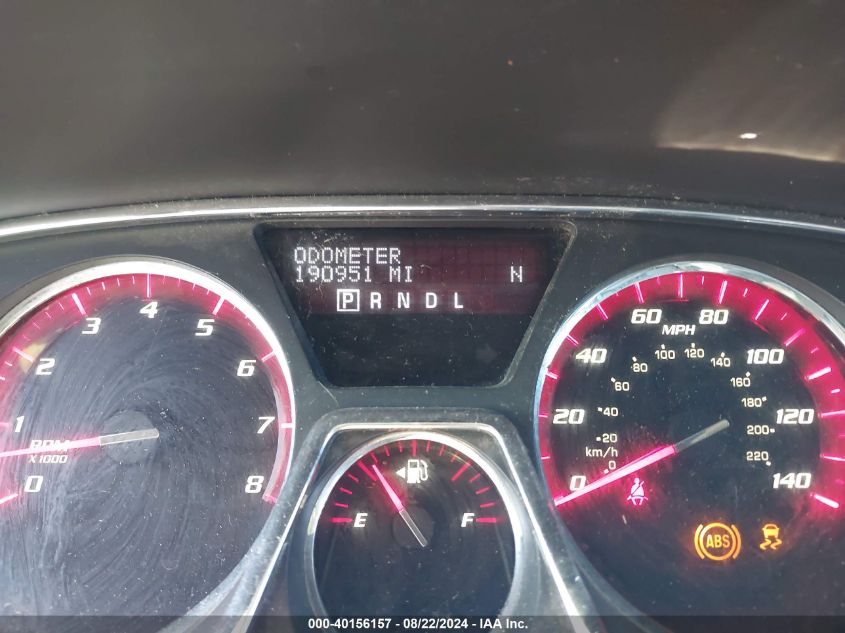 ODOMETER
190951 MI N
P R N D L
0 1 2 3 4 5 6 7 8
RPM
X1000
E F
0 20 40 60 80 100 120 140
MPH
0 20 40 60 80 100 120 140 160 180 200 220
km/h
ABS
000-40156157 - 08/22/2024 - IAA Inc.